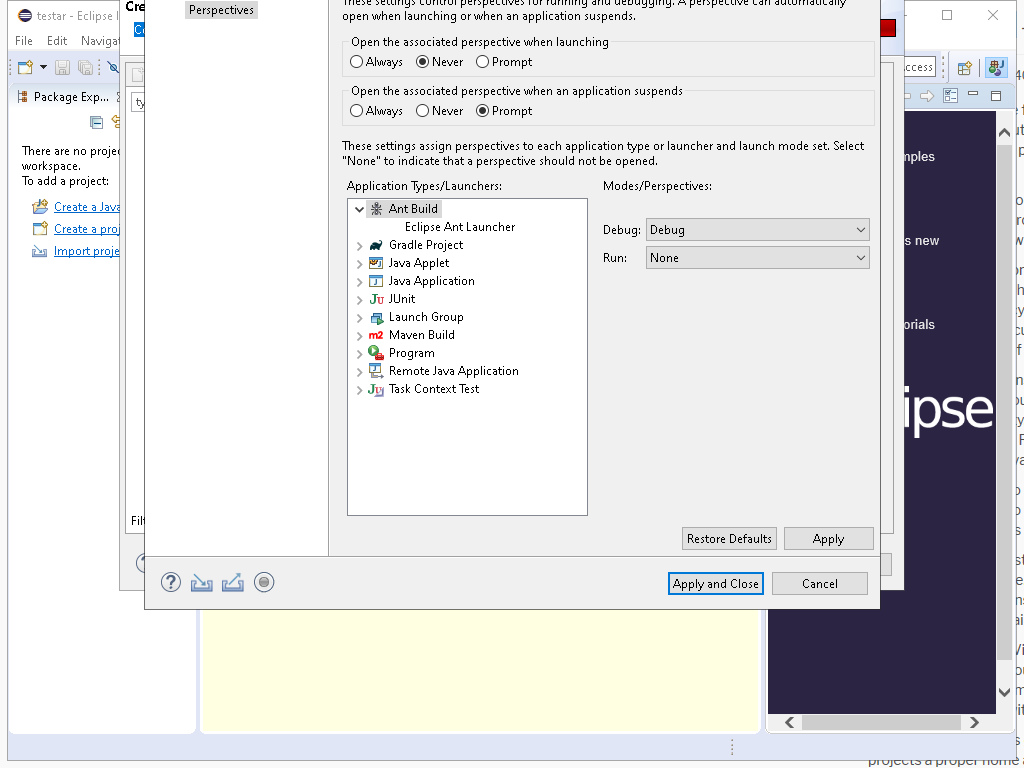 testar - Eclipse
Cre
File Edit Navigat
Package Exp...
There are no proje
workspace.
To add a project:
Create a Java
Create a proj
Import proje
ty
Filt
Perspectives
These settings control perspectives for running and debugging. A perspective can automatically
open when launching or when an application suspends.
Open the associated perspective when launching
Always Never Prompt
Open the associated perspective when an application suspends
Always Never Prompt
These settings assign perspectives to each application type or launcher and launch mode set. Select
"None" to indicate that a perspective should not be opened.
Application Types/Launchers:
Modes/Perspectives:
Ant Build
Eclipse Ant Launcher
Gradle Project
Java Applet
Java Application
JUnit
Launch Group
Maven Build
Program
Remote Java Application
Task Context Test
Debug: Debug
Run: None
Restore Defaults Apply
Apply and Close Cancel
ccess
mples
s new
orials
ipse
projects a proper home a